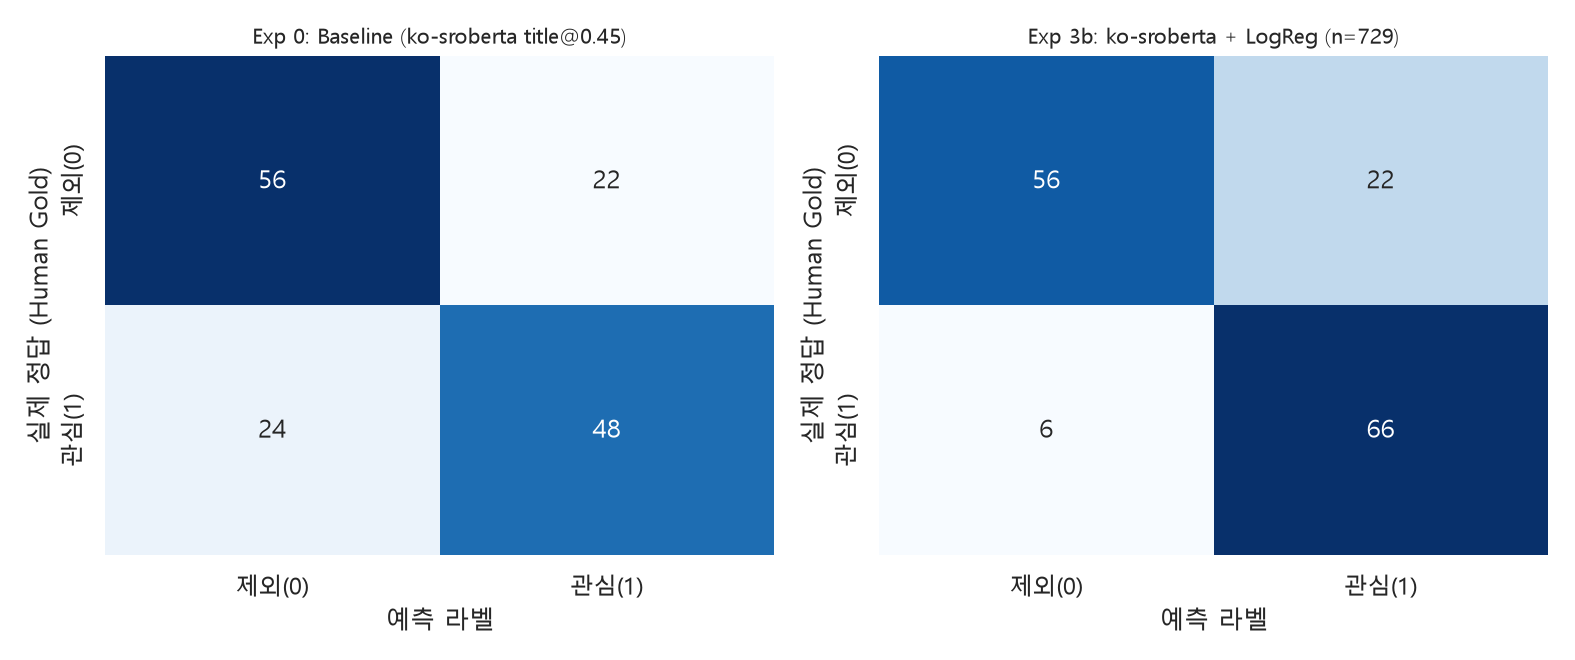 Exp 0: Baseline (ko-sroberta title@0.45)
실제 정답 (Human Gold)
제외(0)
관심(1)
56
22
24
48
제외(0)
관심(1)
예측 라벨
Exp 3b: ko-sroberta + LogReg (n=729)
실제 정답 (Human Gold)
제외(0)
관심(1)
56
22
6
66
제외(0)
관심(1)
예측 라벨